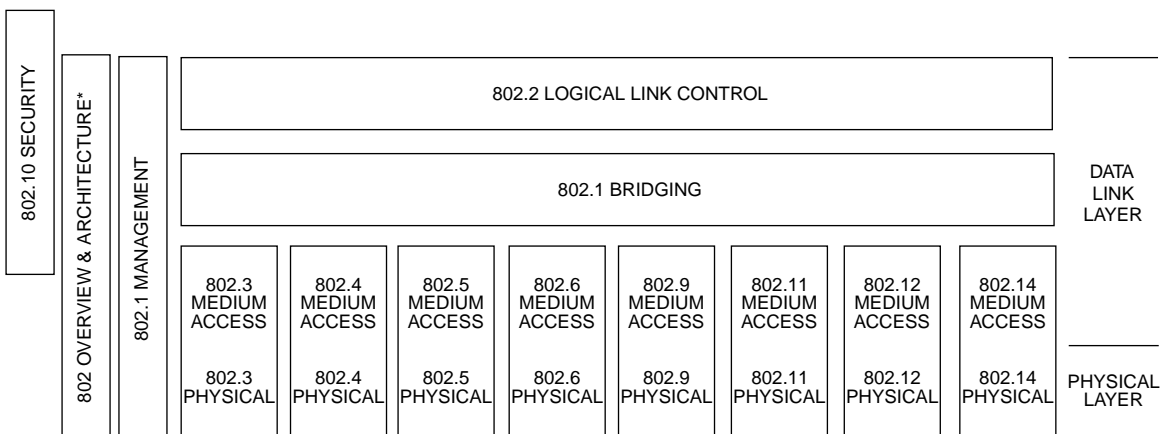 802.10 SECURITY
802 OVERVIEW & ARCHITECTURE*
802.1 MANAGEMENT
802.2 LOGICAL LINK CONTROL
802.1 BRIDGING
DATA
LINK
LAYER
802.3
MEDIUM
ACCESS
802.4
MEDIUM
ACCESS
802.5
MEDIUM
ACCESS
802.6
MEDIUM
ACCESS
802.9
MEDIUM
ACCESS
802.11
MEDIUM
ACCESS
802.12
MEDIUM
ACCESS
802.14
MEDIUM
ACCESS
802.3
PHYSICAL
802.4
PHYSICAL
802.5
PHYSICAL
802.6
PHYSICAL
802.9
PHYSICAL
802.11
PHYSICAL
802.12
PHYSICAL
802.14
PHYSICAL
PHYSICAL
LAYER